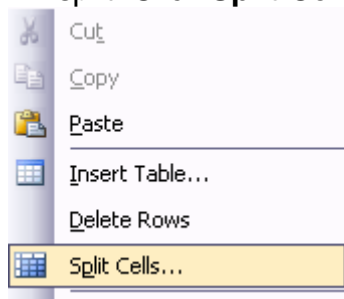 Cut
Copy
Paste
Insert Table...
Delete Rows
Split Cells...